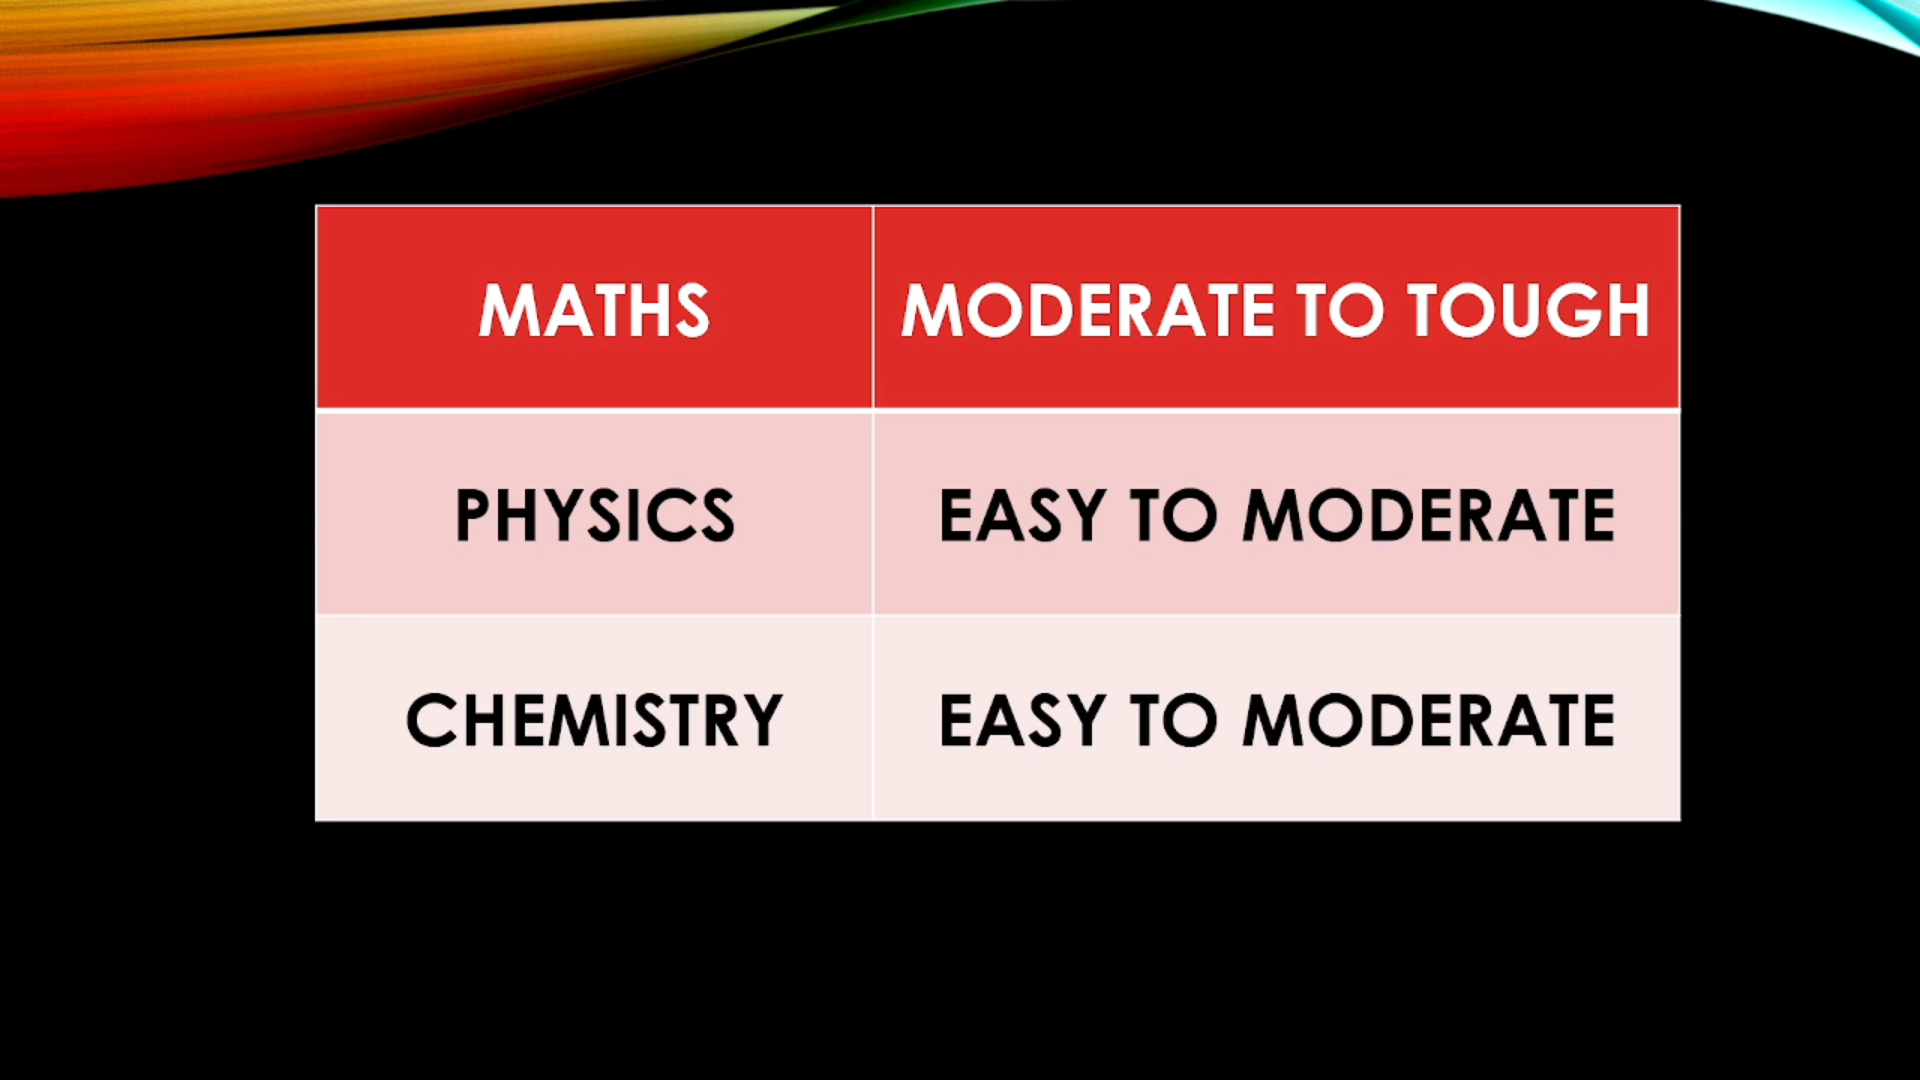 MATHS MODERATE TO TOUGH
PHYSICS EASY TO MODERATE
CHEMISTRY EASY TO MODERATE